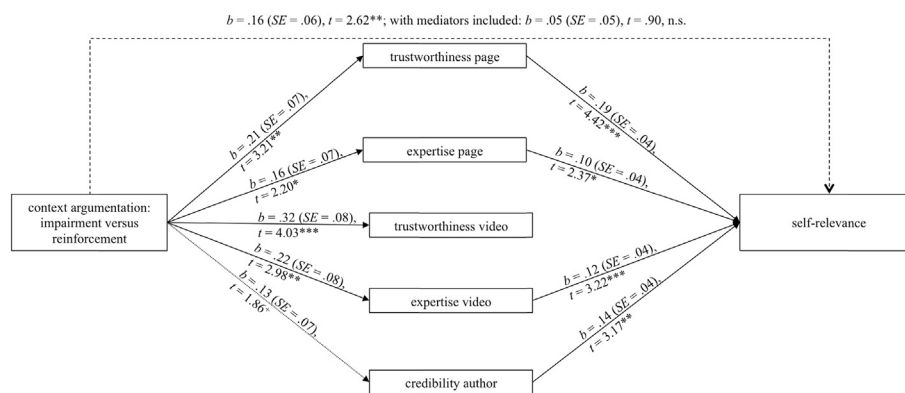 b = .16 (SE = .06), t = 2.62**; with mediators included: b = .05 (SE = .05), t = .90, n.s.
trustworthiness page
b = .21 (SE = .07),
t = 3.21**
b = .19 (SE = .04),
t = 4.42***
expertise page
b = .16 (SE = .07),
t = 2.20*
b = .10 (SE = .04),
t = 2.37*
context argumentation:
impairment versus
reinforcement
b = .32 (SE = .08),
t = 4.03***
trustworthiness video
self-relevance
b = .22 (SE = .08),
t = 2.98**
expertise video
b = .12 (SE = .04),
t = 3.22***
b = .13 (SE = .07),
t = 1.86+
b = .14 (SE = .04),
t = 3.17**
credibility author